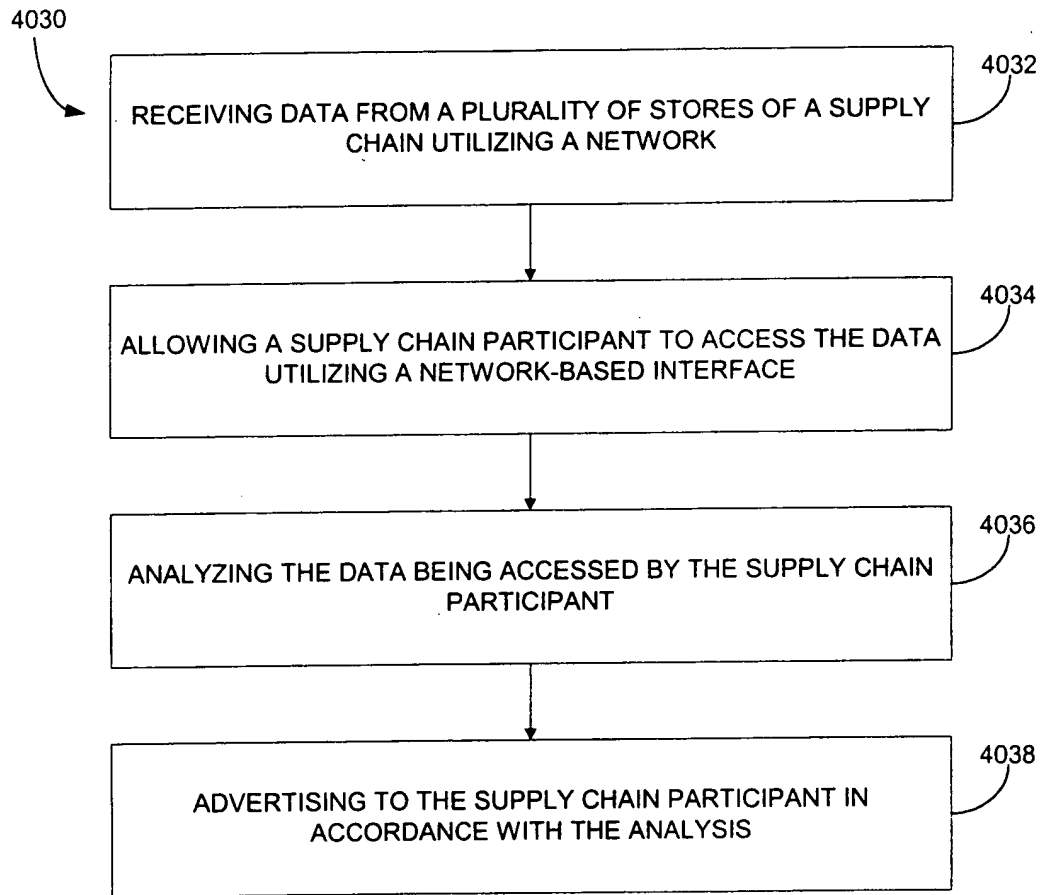 4030
4032
RECEIVING DATA FROM A PLURALITY OF STORES OF A SUPPLY
CHAIN UTILIZING A NETWORK
4034
ALLOWING A SUPPLY CHAIN PARTICIPANT TO ACCESS THE DATA
UTILIZING A NETWORK-BASED INTERFACE
4036
ANALYZING THE DATA BEING ACCESSED BY THE SUPPLY CHAIN
PARTICIPANT
4038
ADVERTISING TO THE SUPPLY CHAIN PARTICIPANT IN
ACCORDANCE WITH THE ANALYSIS